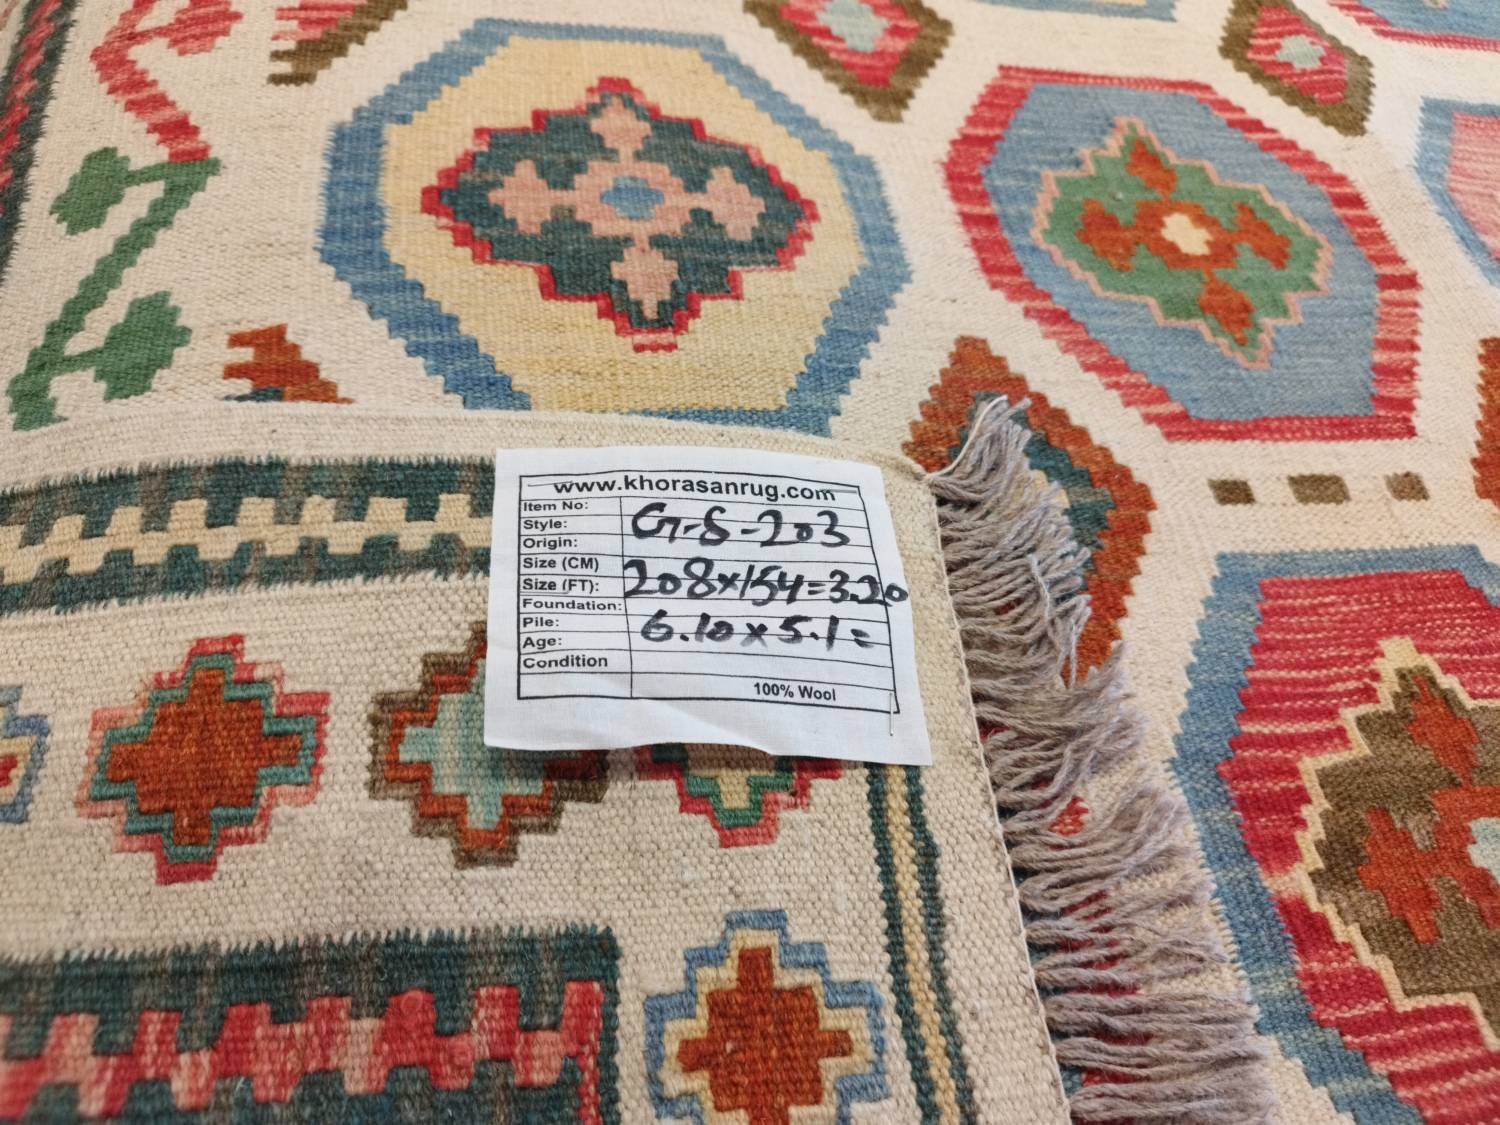 www.khorasanrug.com
Item No:
Style: G-S-203
Origin:
Size (CM) 208x154=3.20
Size (FT):
Foundation: 6.10x5.1=
Pile:
Age:
Condition
100% Wool